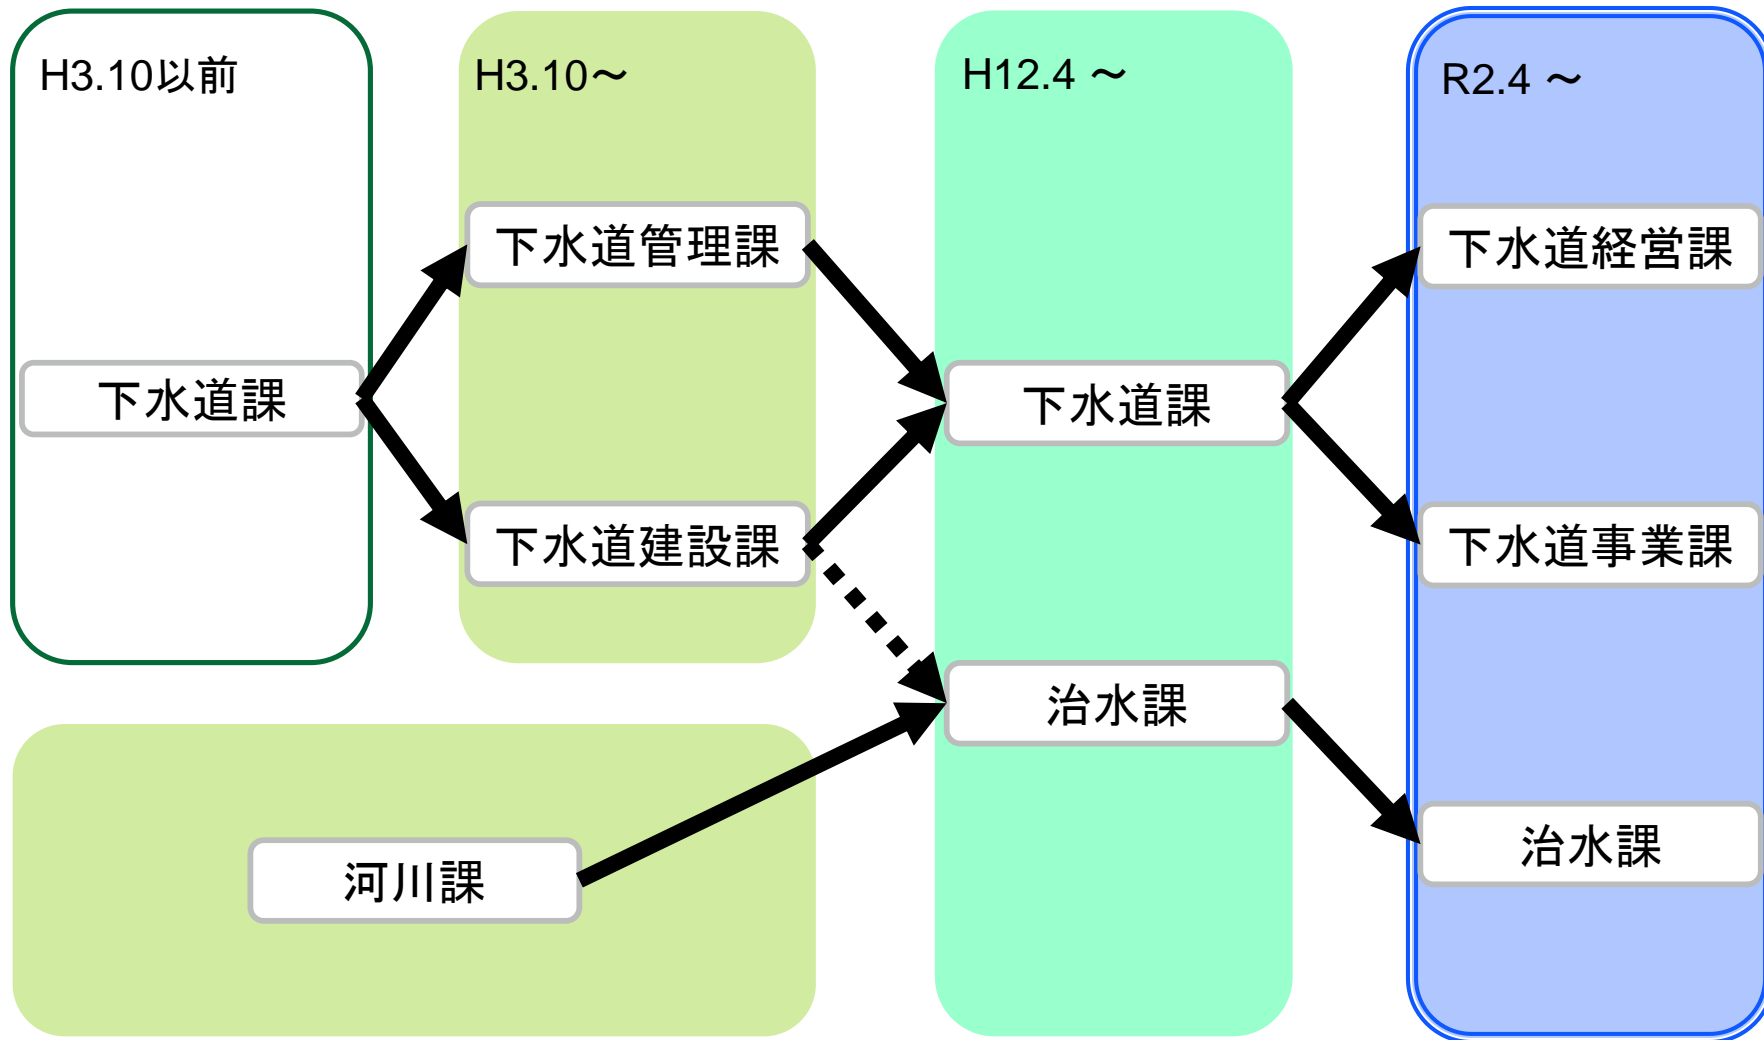 H3.10以前
下水道課
H3.10～
下水道管理課
下水道建設課
河川課
H12.4 ～
下水道課
治水課
R2.4 ～
下水道経営課
下水道事業課
治水課